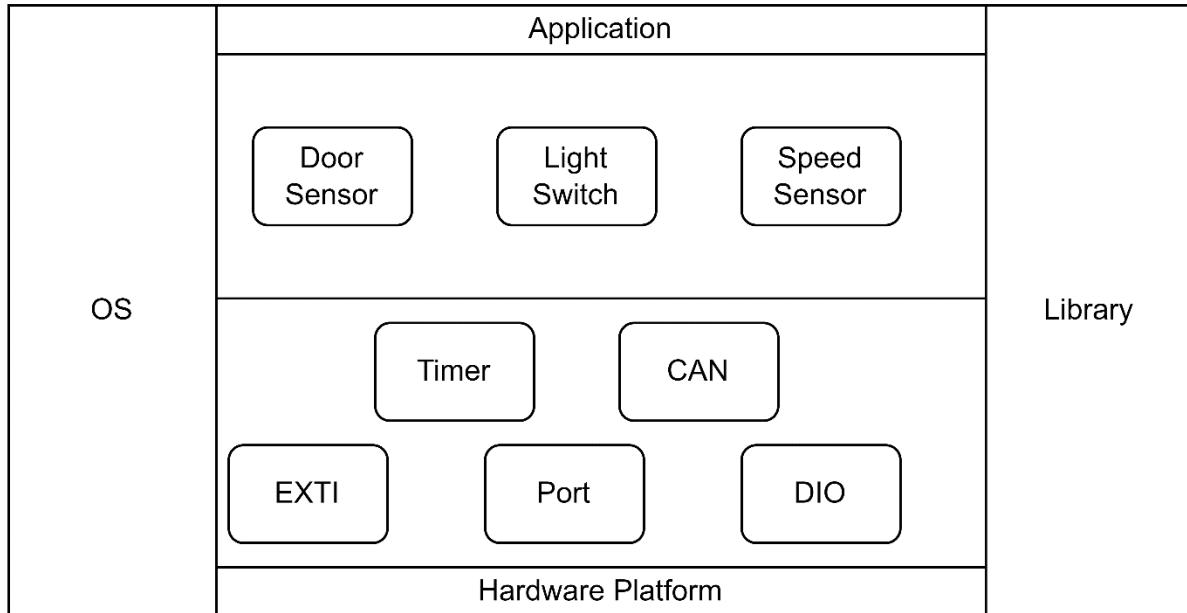 Application
Door
Sensor
Light
Switch
Speed
Sensor
OS
Library
Timer
CAN
EXTI
Port
DIO
Hardware Platform